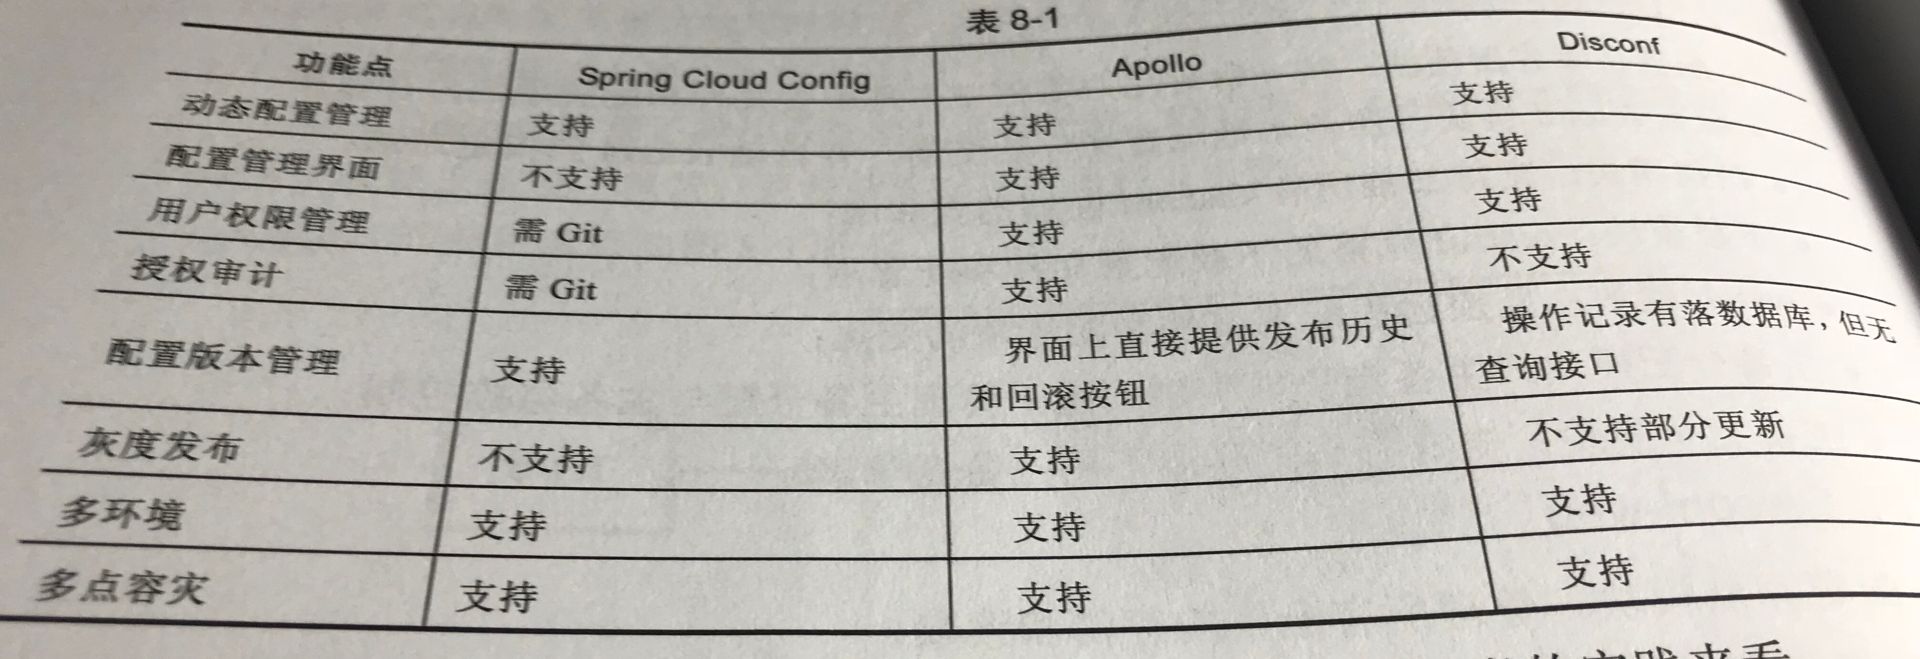 表 8-1
功能点 Spring Cloud Config Apollo Disconf
动态配置管理 支持 支持 支持
配置管理界面 不支持 支持 支持
用户权限管理 需 Git 支持 支持
授权审计 需 Git 支持 不支持
配置版本管理 支持 界面上直接提供发布历史 操作记录有落数据库，但无
和回滚按钮 查询接口
灰度发布 不支持 支持 不支持部分更新
多环境 支持 支持 支持
多点容灾 支持 支持 支持